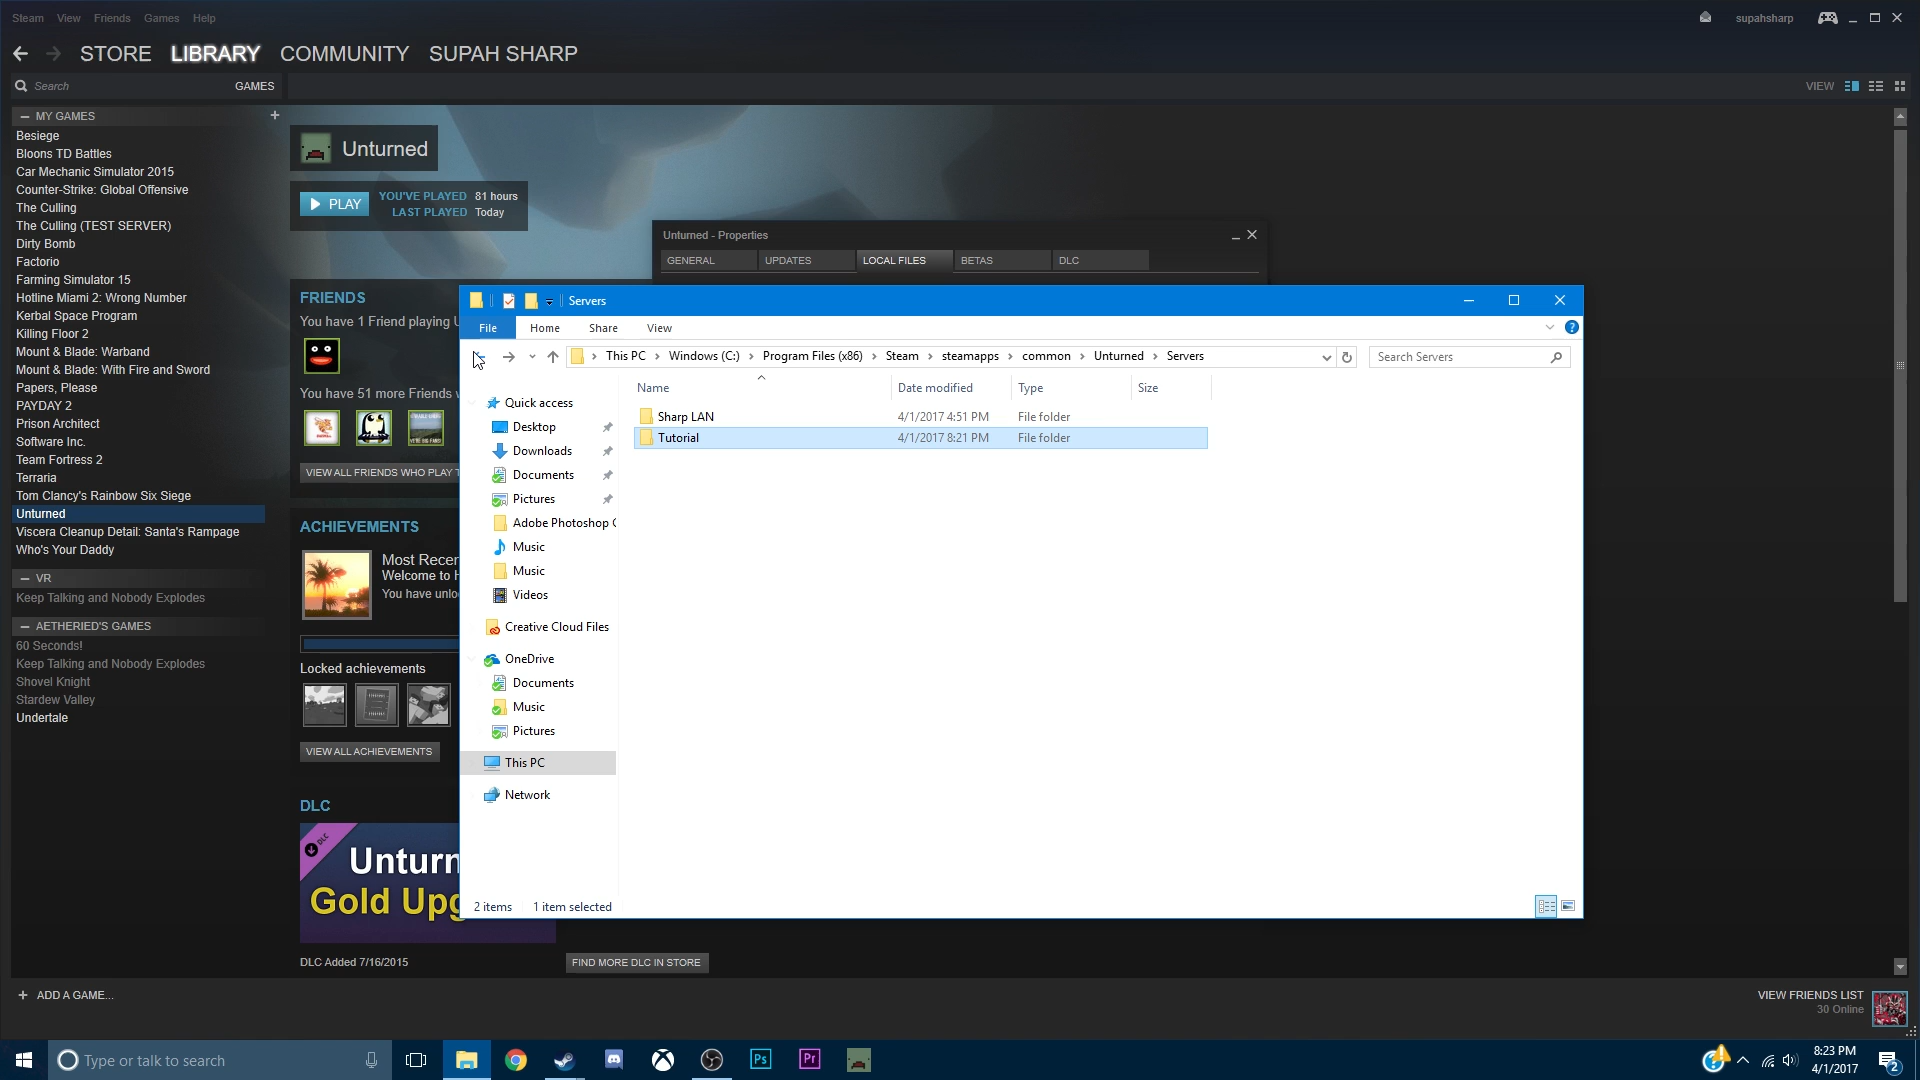 Steam View Friends Games Help
supahsharp
STORE LIBRARY COMMUNITY SUPAH SHARP
Search GAMES
VIEW
— MY GAMES +
Besiege
Bloons TD Battles
Car Mechanic Simulator 2015
Counter-Strike: Global Offensive
The Culling
The Culling (TEST SERVER)
Dirty Bomb
Factorio
Farming Simulator 15
Hotline Miami 2: Wrong Number
Kerbal Space Program
Killing Floor 2
Mount & Blade: Warband
Mount & Blade: With Fire and Sword
Papers, Please
PAYDAY 2
Prison Architect
Software Inc.
Team Fortress 2
Terraria
Tom Clancy's Rainbow Six Siege
Unturned
Viscera Cleanup Detail: Santa's Rampage
Who's Your Daddy
— VR
Keep Talking and Nobody Explodes
— AETHERIED'S GAMES
60 Seconds!
Keep Talking and Nobody Explodes
Shovel Knight
Stardew Valley
Undertale
+ ADD A GAME...
Unturned
PLAY
YOU'VE PLAYED 81 hours
LAST PLAYED Today
FRIENDS
You have 1 Friend playing U
You have 51 more Friends w
VIEW ALL FRIENDS WHO PLAY T
ACHIEVEMENTS
Most Recen
Welcome to H
You have unlo
Locked achievements
VIEW ALL ACHIEVEMENTS
DLC
DLC
Unturn
Gold Upg
DLC Added 7/16/2015
FIND MORE DLC IN STORE
Unturned - Properties
GENERAL UPDATES LOCAL FILES BETAS DLC
Servers
File Home Share View
This PC > Windows (C:) > Program Files (x86) > Steam > steamapps > common > Unturned > Servers
Search Servers
Quick access
Desktop
Downloads
Documents
Pictures
Adobe Photoshop C
Music
Music
Videos
Creative Cloud Files
OneDrive
Documents
Music
Pictures
This PC
Network
Name Date modified Type Size
Sharp LAN 4/1/2017 4:51 PM File folder
Tutorial 4/1/2017 8:21 PM File folder
2 items 1 item selected
VIEW FRIENDS LIST
30 Online
Type or talk to search
Ps
Pr
8:23 PM
4/1/2017
2